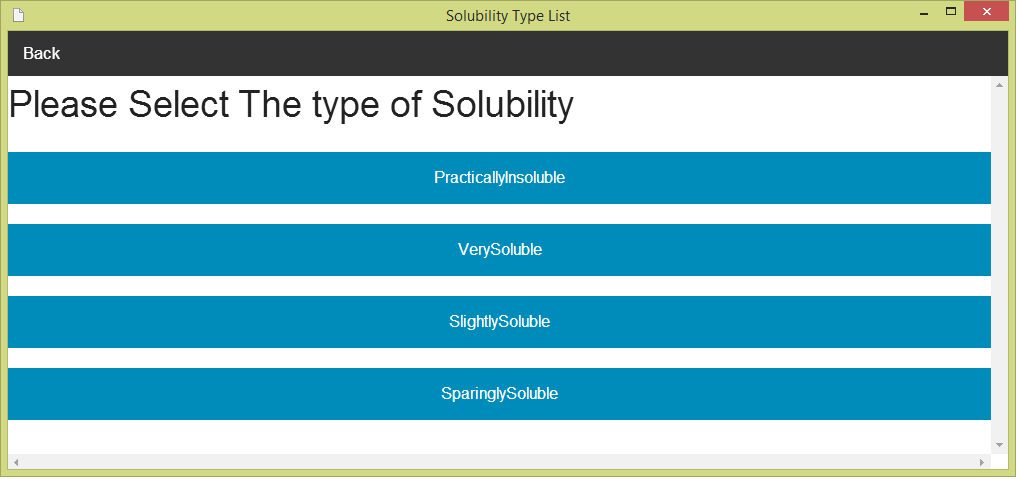 Solubility Type List
Back
Please Select The type of Solubility
PracticallyInsoluble
VerySoluble
SlightlySoluble
SparinglySoluble